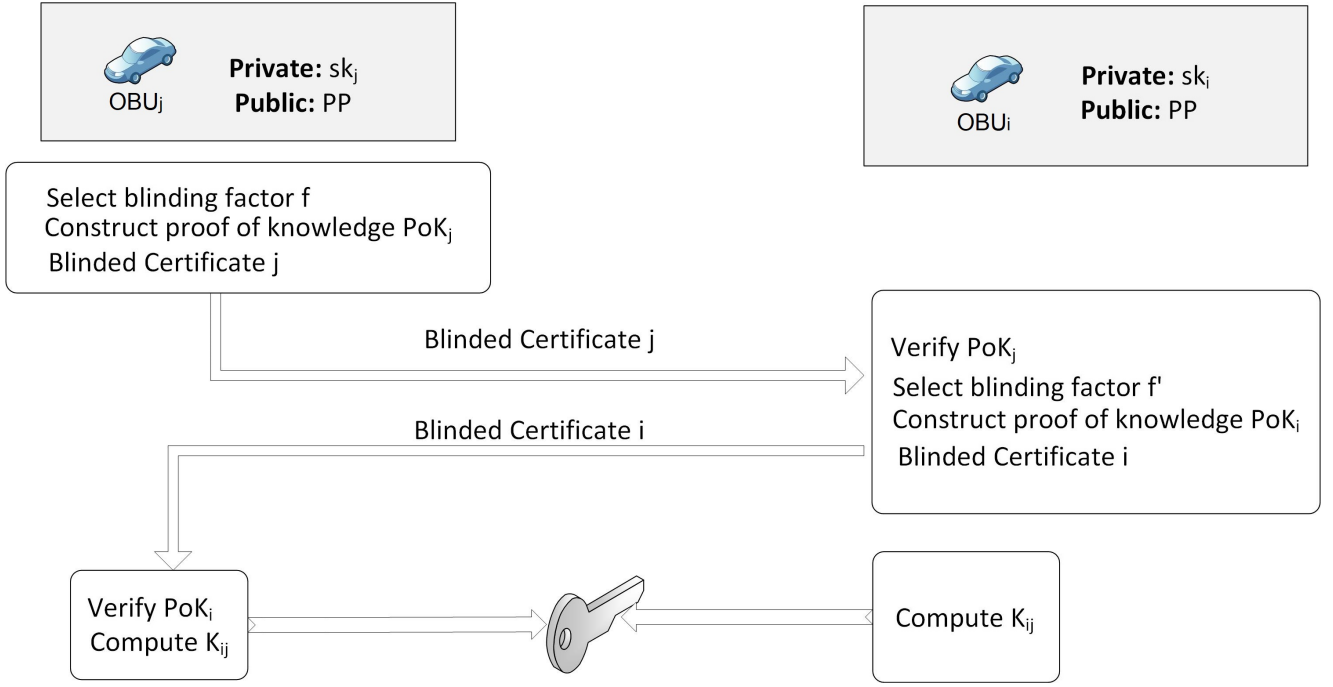 Private: skj
Public: PP
OBUj
Private: ski
Public: PP
OBUi
Select blinding factor f
Construct proof of knowledge PoKj
Blinded Certificate j
Blinded Certificate j
Verify PoKj
Select blinding factor f'
Construct proof of knowledge PoKi
Blinded Certificate i
Blinded Certificate i
Verify PoKi
Compute Kij
Compute Kij